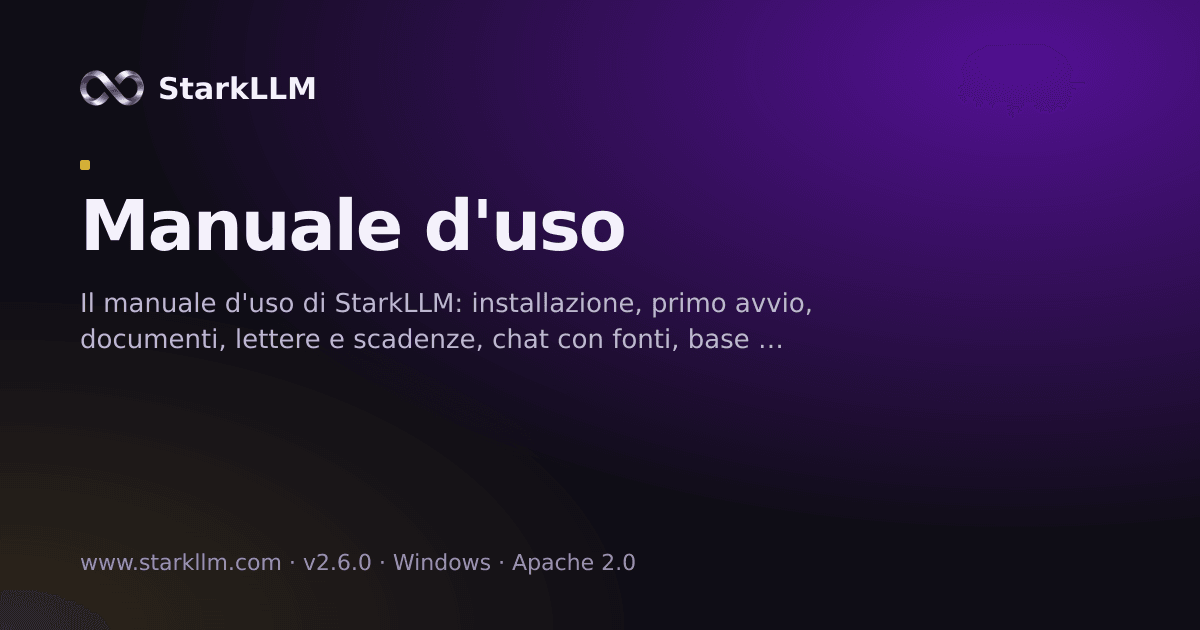 StarkLLM
Manuale d'uso
Il manuale d'uso di StarkLLM: installazione, primo avvio,
documenti, lettere e scadenze, chat con fonti, base …
www.starkllm.com · v2.6.0 · Windows · Apache 2.0